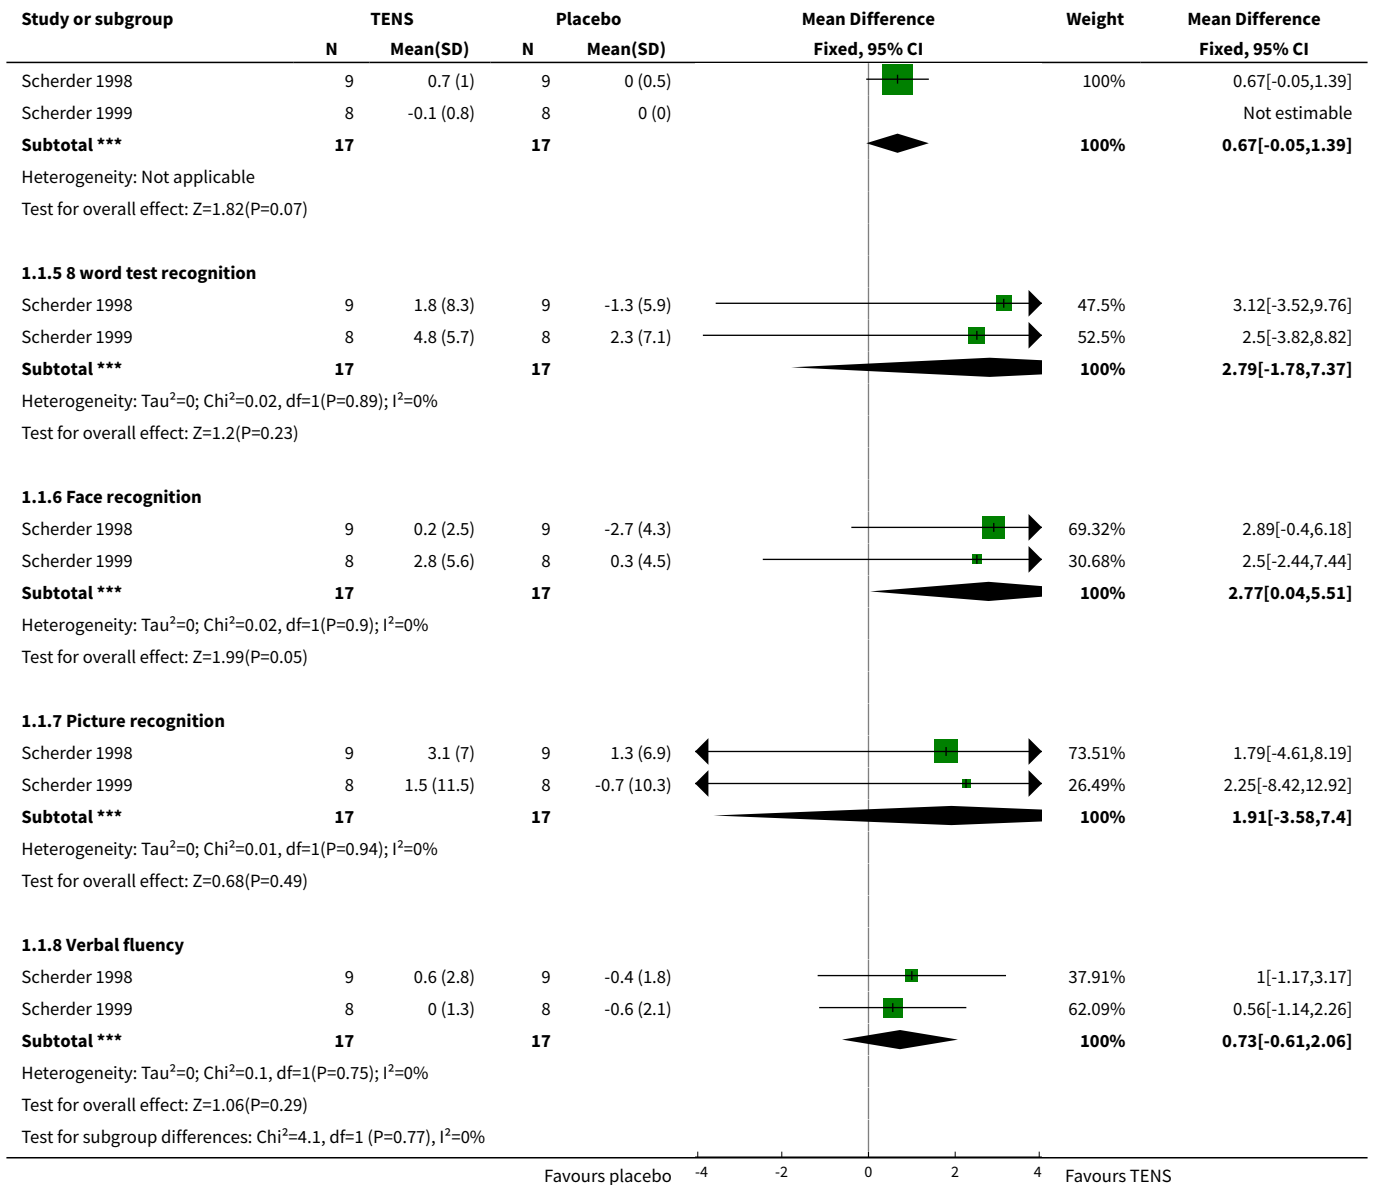 Study or subgroup TENS Placebo Mean Difference Weight Mean Difference
N Mean(SD) N Mean(SD) Fixed, 95% CI Fixed, 95% CI
Scherder 1998 9 0.7 (1) 9 0 (0.5) 100% 0.67[-0.05,1.39]
Scherder 1999 8 -0.1 (0.8) 8 0 (0) Not estimable
Subtotal *** 17 17 100% 0.67[-0.05,1.39]
Heterogeneity: Not applicable
Test for overall effect: Z=1.82(P=0.07)
1.1.5 8 word test recognition
Scherder 1998 9 1.8 (8.3) 9 -1.3 (5.9) 47.5% 3.12[-3.52,9.76]
Scherder 1999 8 4.8 (5.7) 8 2.3 (7.1) 52.5% 2.5[-3.82,8.82]
Subtotal *** 17 17 100% 2.79[-1.78,7.37]
Heterogeneity: Tau²=0; Chi²=0.02, df=1(P=0.89); I²=0%
Test for overall effect: Z=1.2(P=0.23)
1.1.6 Face recognition
Scherder 1998 9 0.2 (2.5) 9 -2.7 (4.3) 69.32% 2.89[-0.4,6.18]
Scherder 1999 8 2.8 (5.6) 8 0.3 (4.5) 30.68% 2.5[-2.44,7.44]
Subtotal *** 17 17 100% 2.77[0.04,5.51]
Heterogeneity: Tau²=0; Chi²=0.02, df=1(P=0.9); I²=0%
Test for overall effect: Z=1.99(P=0.05)
1.1.7 Picture recognition
Scherder 1998 9 3.1 (7) 9 1.3 (6.9) 73.51% 1.79[-4.61,8.19]
Scherder 1999 8 1.5 (11.5) 8 -0.7 (10.3) 26.49% 2.25[-8.42,12.92]
Subtotal *** 17 17 100% 1.91[-3.58,7.4]
Heterogeneity: Tau²=0; Chi²=0.01, df=1(P=0.94); I²=0%
Test for overall effect: Z=0.68(P=0.49)
1.1.8 Verbal fluency
Scherder 1998 9 0.6 (2.8) 9 -0.4 (1.8) 37.91% 1[-1.17,3.17]
Scherder 1999 8 0 (1.3) 8 -0.6 (2.1) 62.09% 0.56[-1.14,2.26]
Subtotal *** 17 17 100% 0.73[-0.61,2.06]
Heterogeneity: Tau²=0; Chi²=0.1, df=1(P=0.75); I²=0%
Test for overall effect: Z=1.06(P=0.29)
Test for subgroup differences: Chi²=4.1, df=1 (P=0.77), I²=0%
Favours placebo -4 -2 0 2 4 Favours TENS